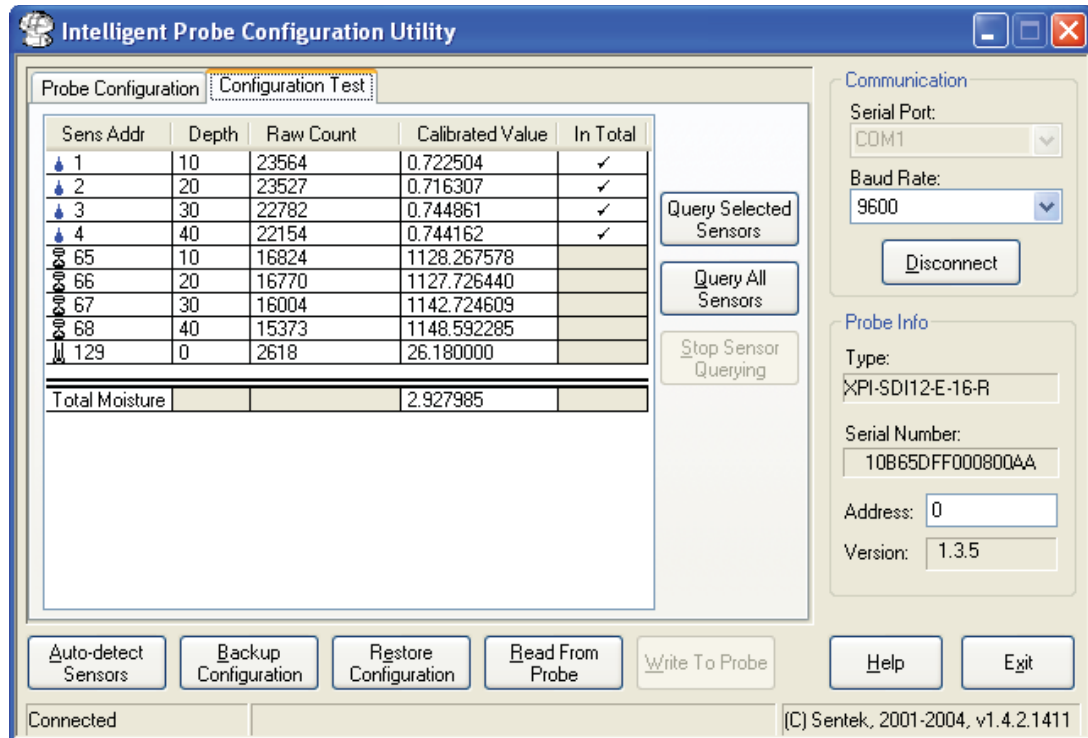 Intelligent Probe Configuration Utility
Probe Configuration Configuration Test
Sens Addr Depth Raw Count Calibrated Value In Total
1 10 23564 0.722504 ✓
2 20 23527 0.716307 ✓
3 30 22782 0.744861 ✓
4 40 22154 0.744162 ✓
65 10 16824 1128.267578
66 20 16770 1127.726440
67 30 16004 1142.724609
68 40 15373 1148.592285
129 0 2618 26.180000
Total Moisture 2.927985
Query Selected
Sensors
Query All
Sensors
Stop Sensor
Querying
Communication
Serial Port:
COM1
Baud Rate:
9600
Disconnect
Probe Info
Type:
XPI-SDI12-E-16-R
Serial Number:
10B65DFF000800AA
Address: 0
Version: 1.3.5
Auto-detect
Sensors
Backup
Configuration
Restore
Configuration
Read From
Probe
Write To Probe
Help
Exit
Connected
(C) Sentek, 2001-2004, v1.4.2.1411